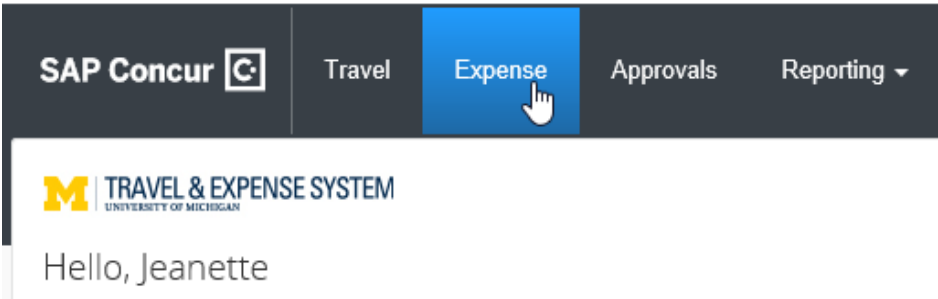 SAP Concur C Travel Expense Approvals Reporting
M TRAVEL & EXPENSE SYSTEM
UNIVERSITY OF MICHIGAN
Hello, Jeanette